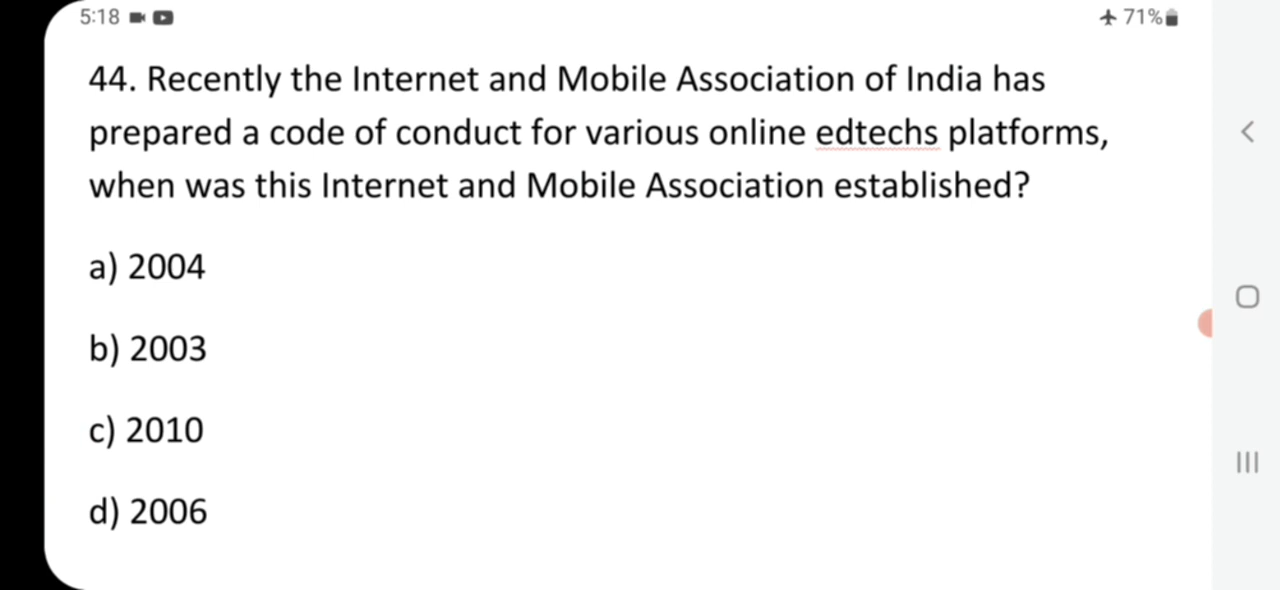 5:18 71%
44. Recently the Internet and Mobile Association of India has
prepared a code of conduct for various online edtechs platforms,
when was this Internet and Mobile Association established?
a) 2004
b) 2003
c) 2010
d) 2006